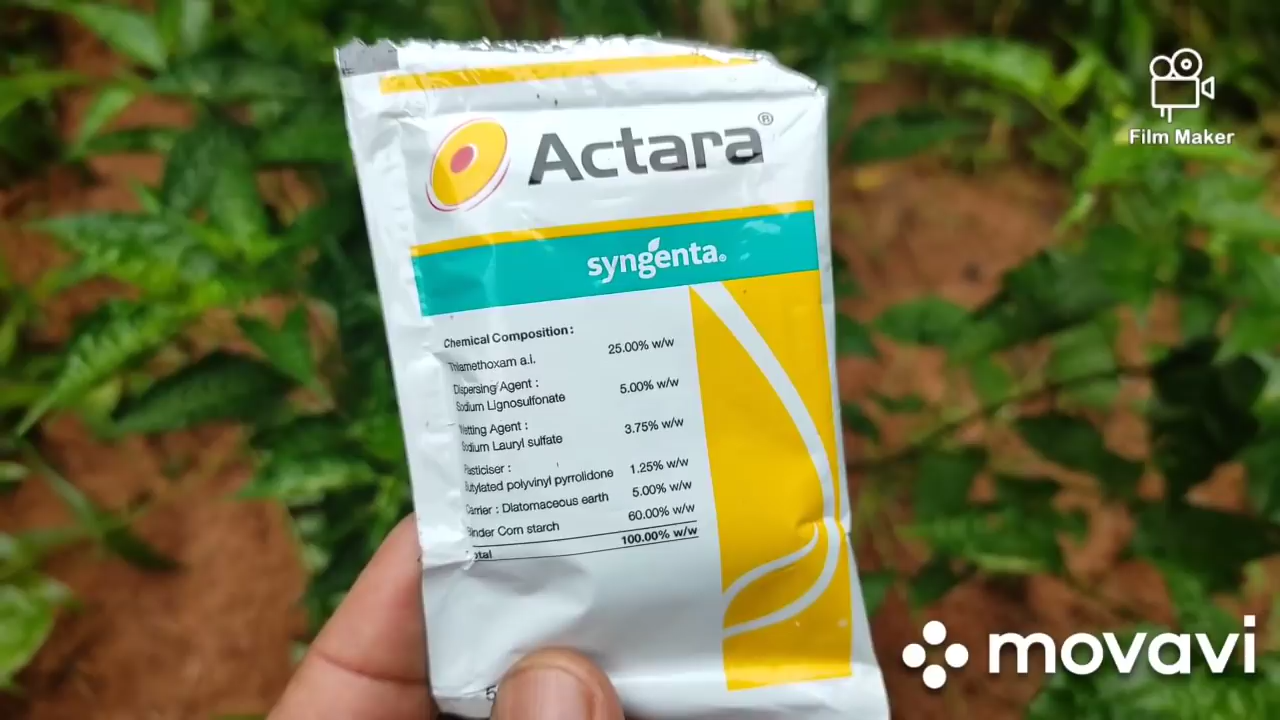 Actara®
syngenta®
Chemical Composition:
Thiamethoxam a.i. 25.00% w/w
Dispersing Agent :
Sodium Lignosulfonate 5.00% w/w
Wetting Agent :
Sodium Lauryl sulfate 3.75% w/w
Plasticiser :
Butylated polyvinyl pyrrolidone 1.25% w/w
Carrier : Diatomaceous earth 5.00% w/w
Binder Corn starch 60.00% w/w
Total 100.00% w/w
5
Film Maker
movavi